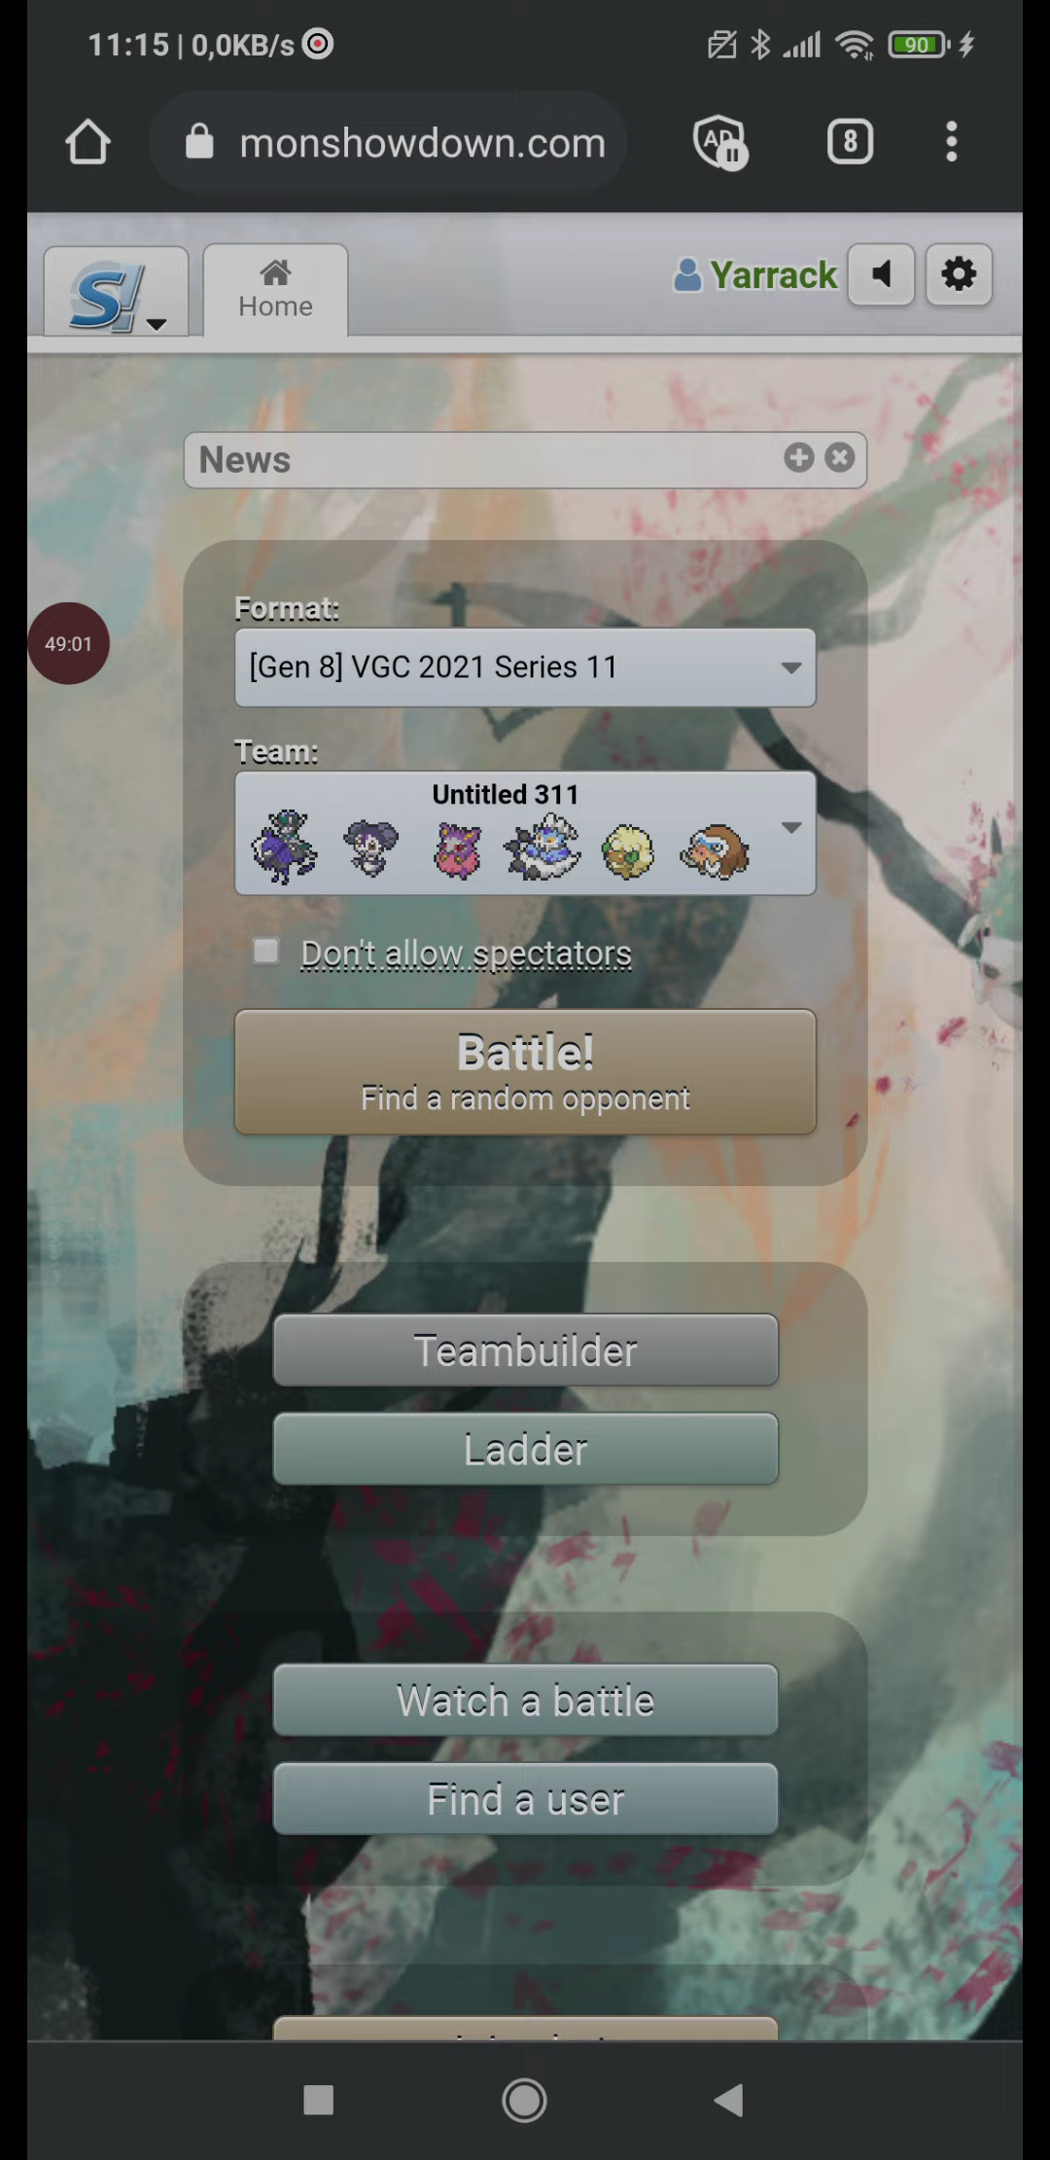 11:15 | 0,0KB/s
90
monshowdown.com
AD
8
S!
Home
Yarrack
News
49:01
Format:
[Gen 8] VGC 2021 Series 11
Team:
Untitled 311
Don't allow spectators
Battle!
Find a random opponent
Teambuilder
Ladder
Watch a battle
Find a user